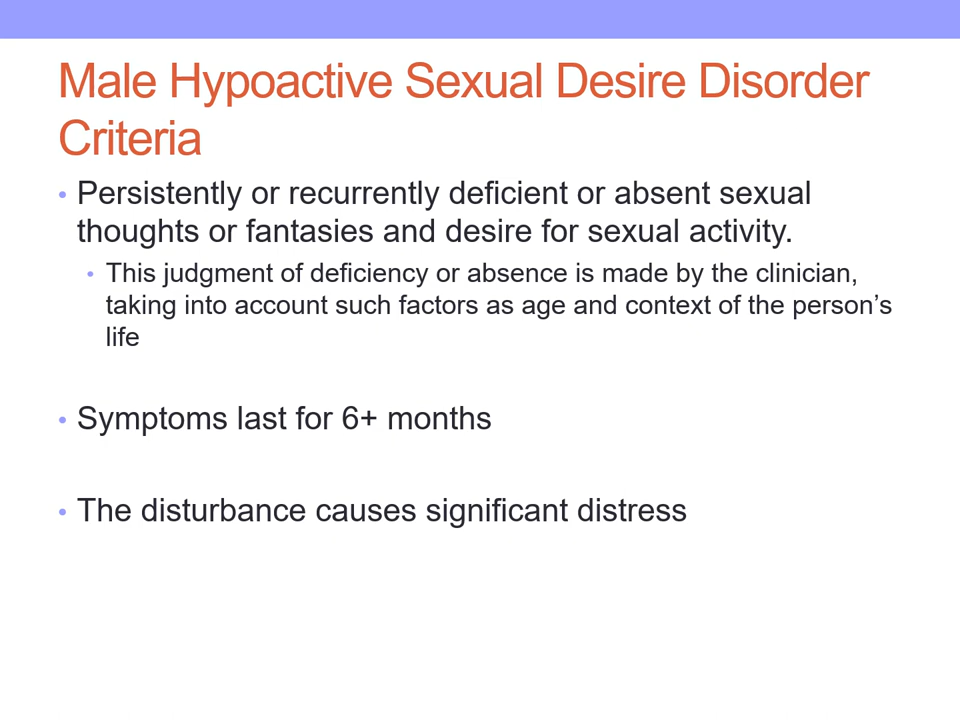 Male Hypoactive Sexual Desire Disorder
Criteria
• Persistently or recurrently deficient or absent sexual
thoughts or fantasies and desire for sexual activity.
• This judgment of deficiency or absence is made by the clinician,
taking into account such factors as age and context of the person’s
life
• Symptoms last for 6+ months
• The disturbance causes significant distress